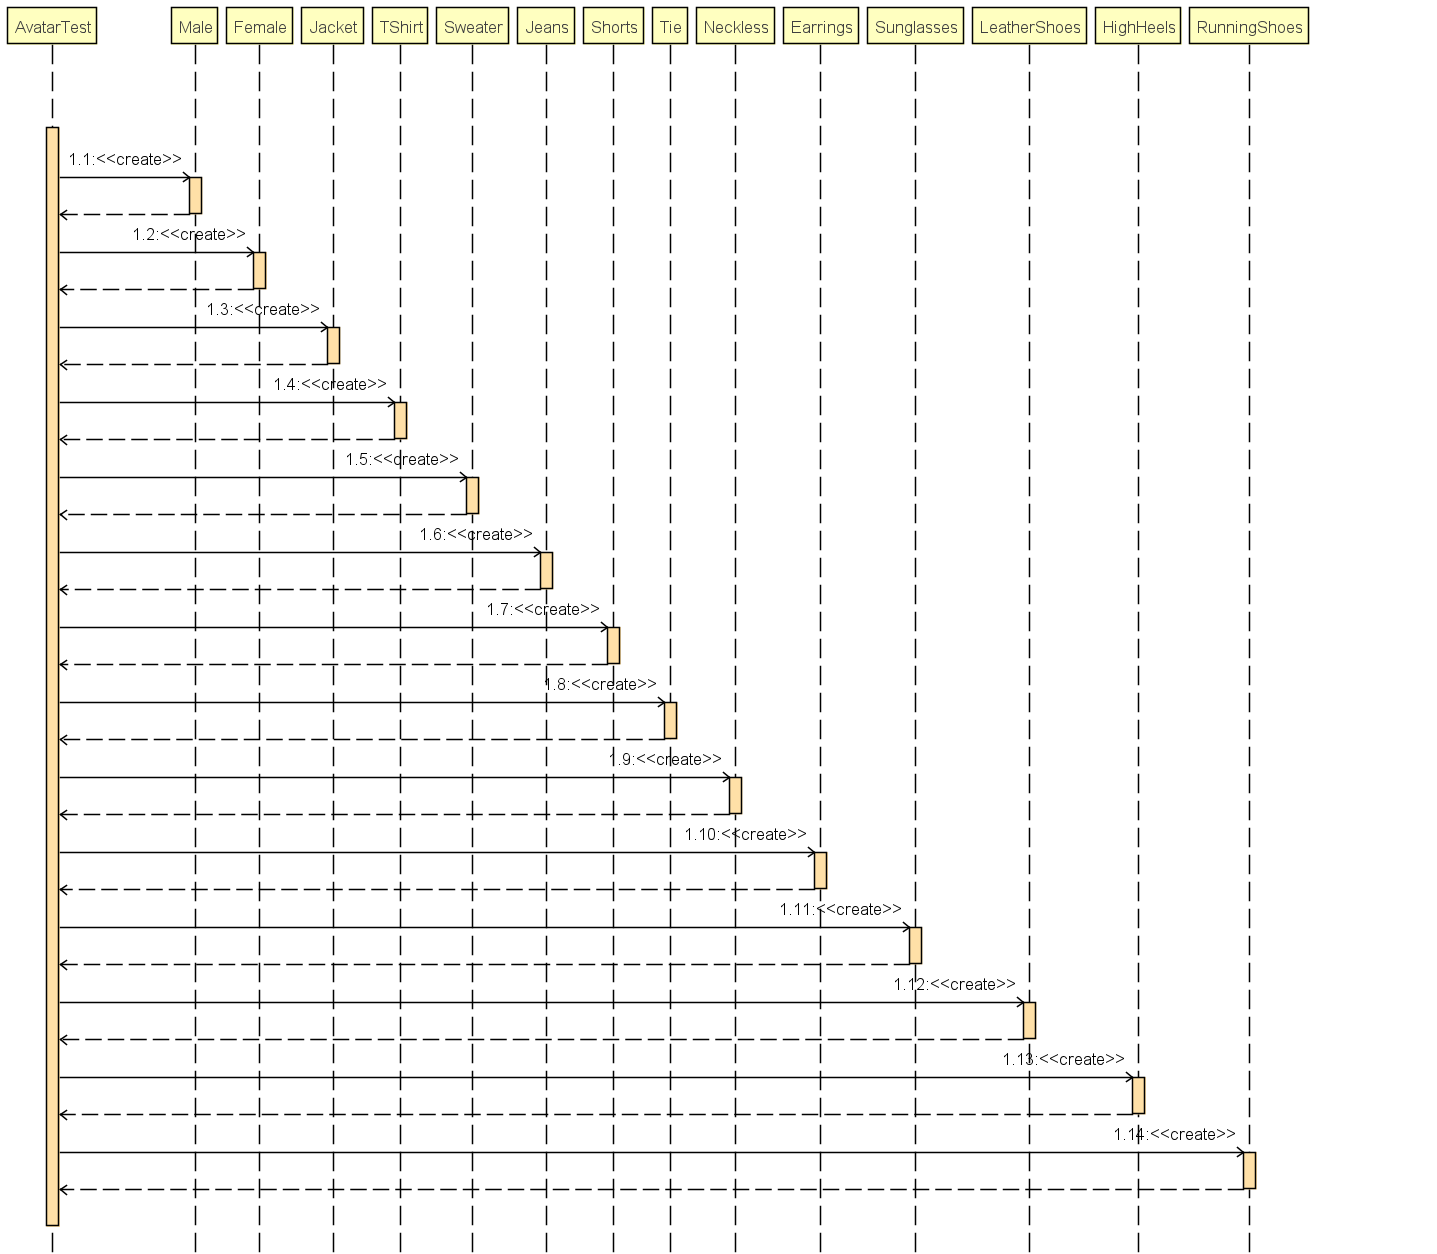 AvatarTest Male Female Jacket TShirt Sweater Jeans Shorts Tie Neckless Earrings Sunglasses LeatherShoes HighHeels RunningShoes
1.1:<<create>>
1.2:<<create>>
1.3:<<create>>
1.4:<<create>>
1.5:<<create>>
1.6:<<create>>
1.7:<<create>>
1.8:<<create>>
1.9:<<create>>
1.10:<<create>>
1.11:<<create>>
1.12:<<create>>
1.13:<<create>>
1.14:<<create>>